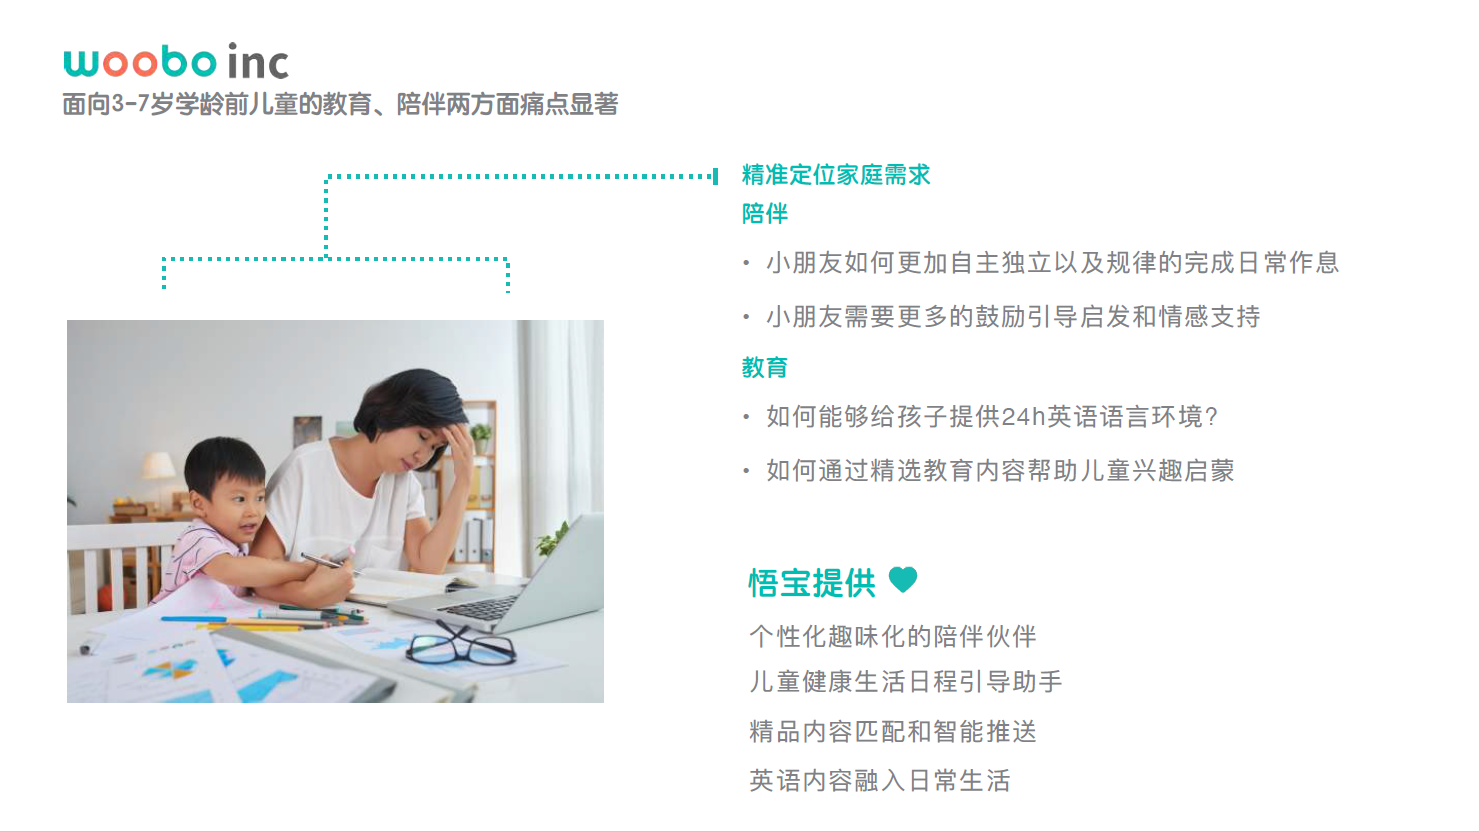 woobo inc
面向3-7岁学龄前儿童的教育、陪伴两方面痛点显著
精准定位家庭需求
陪伴
• 小朋友如何更加自主独立以及规律的完成日常作息
• 小朋友需要更多的鼓励引导启发和情感支持
教育
• 如何能够给孩子提供24h英语语言环境?
• 如何通过精选教育内容帮助儿童兴趣启蒙
悟宝提供
个性化趣味化的陪伴伙伴
儿童健康生活日程引导助手
精品内容匹配和智能推送
英语内容融入日常生活